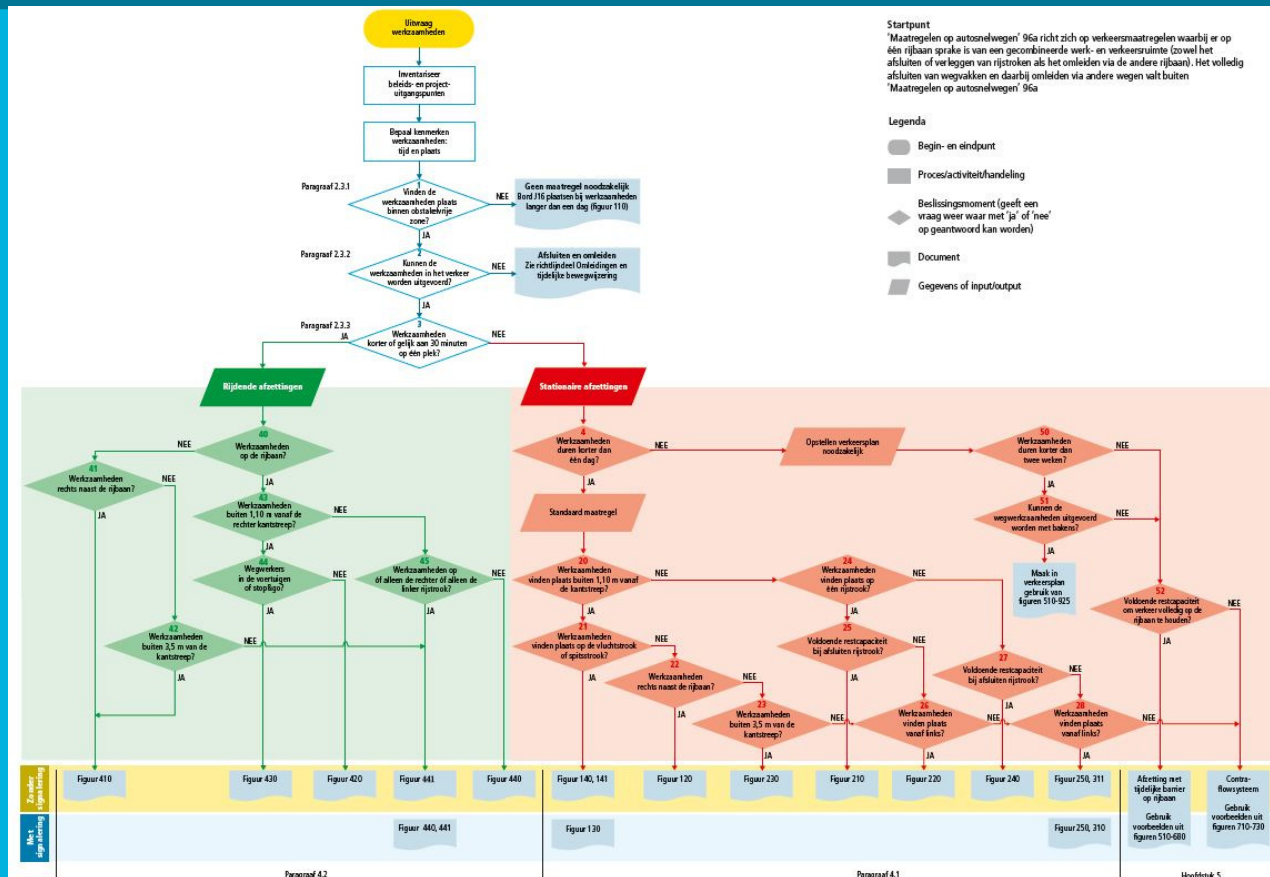 Uitvraag
werkzaamheden
Inventariseer
beleids- en project-
uitgangspunten
Bepaal kenmerken
werkzaamheden:
tijd en plaats
Paragraaf 2.3.1
1
Vinden de
werkzaamheden plaats
binnen obstakelvrije
zone?
NEE
Geen maatregel noodzakelijk
Bord J16 plaatsen bij werkzaamheden
langer dan een dag (figuur 110)
JA
Paragraaf 2.3.2
2
Kunnen de
werkzaamheden in het verkeer
worden uitgevoerd?
NEE
Afsluiten en omleiden
Zie richtlijndeel Omleidingen en
tijdelijke bewegwijzering
JA
Paragraaf 2.3.3
JA
3
Werkzaamheden
korter of gelijk aan 30 minuten
op één plek?
NEE
Startpunt
'Maatregelen op autosnelwegen' 96a richt zich op verkeersmaatregelen waarbij er op
één rijbaan sprake is van een gecombineerde werk- en verkeersruimte (zowel het
afsluiten of verleggen van rijstroken als het omleiden via de andere rijbaan). Het volledig
afsluiten van wegvakken en daarbij omleiden via andere wegen valt buiten
'Maatregelen op autosnelwegen' 96a
Legenda
Begin- en eindpunt
Proces/activiteit/handeling
Beslissingsmoment (geeft een
vraag weer waar met 'ja' of 'nee'
op geantwoord kan worden)
Document
Gegevens of input/output
Rijdende afzettingen
40
Werkzaamheden
op de rijbaan?
NEE
JA
41
Werkzaamheden
rechts naast de rijbaan?
NEE
JA
43
Werkzaamheden
buiten 1,10 m vanaf de
rechter kantstreep?
NEE
JA
44
Wegwerkers
in de voertuigen
of stop&go?
NEE
JA
45
Werkzaamheden op
óf alleen de rechter óf alleen de
linker rijstrook?
NEE
JA
42
Werkzaamheden
buiten 3,5 m van de
kantstreep?
NEE
JA
Stationaire afzettingen
4
Werkzaamheden
duren korter dan
één dag?
NEE
JA
Opstellen verkeersplan
noodzakelijk
50
Werkzaamheden
duren korter dan
twee weken?
NEE
JA
51
Kunnen de
wegwerkzaamheden uitgevoerd
worden met bakens?
NEE
JA
Maak in
verkeersplan
gebruik van
figuren 510-925
52
Voldoende restcapaciteit
om verkeer volledig op de
rijbaan te houden?
NEE
JA
Standaard maatregel
20
Werkzaamheden
vinden plaats buiten 1,10 m vanaf
de kantstreep?
NEE
JA
21
Werkzaamheden
vinden plaats op de vluchtstrook
of spitsstrook?
NEE
JA
22
Werkzaamheden
rechts naast de rijbaan?
NEE
JA
23
Werkzaamheden
buiten 3,5 m van de
kantstreep?
NEE
JA
24
Werkzaamheden
vinden plaats op
één rijstrook?
NEE
JA
25
Voldoende restcapaciteit
bij afsluiten rijstrook?
NEE
JA
26
Werkzaamheden
vinden plaats
vanaf links?
NEE
JA
27
Voldoende restcapaciteit
bij afsluiten rijstrook?
NEE
JA
28
Werkzaamheden
vinden plaats
vanaf links?
NEE
JA
Zonder
signalering
Figuur 410
Figuur 430
Figuur 420
Figuur 441
Figuur 440
Figuur 140, 141
Figuur 120
Figuur 230
Figuur 210
Figuur 220
Figuur 240
Figuur 250, 311
Afzetting met
tijdelijke barrier
op rijbaan
Gebruik
voorbeelden uit
figuren 510-680
Contra-
flowsysteem
Gebruik
voorbeelden uit
figuren 710-730
Met
signalering
Figuur 440, 441
Figuur 130
Figuur 250, 310
Paragraaf 4.2
Paragraaf 4.1
Hoofdstuk 5